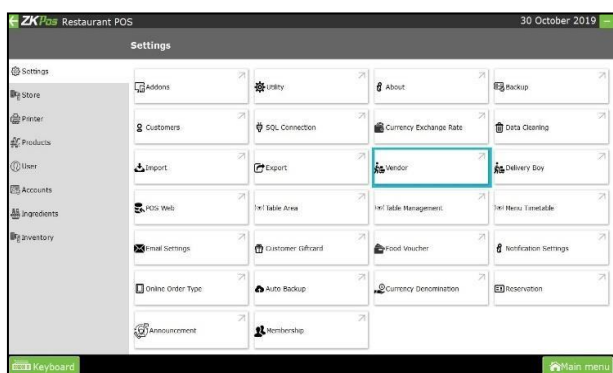 ZKPos Restaurant POS 30 October 2019
Settings
Settings
Store
Printer
Products
User
Accounts
Ingredients
Inventory
Addons Utility About Backup
Customers SQL Connection Currency Exchange Rate Data Cleaning
Import Export Vendor Delivery Boy
POS Web Table Area Table Management Menu Timetable
Email Settings Customer Giftcard Food Voucher Notification Settings
Online Order Type Auto Backup Currency Denomination Reservation
Announcement Membership
Keyboard Main menu